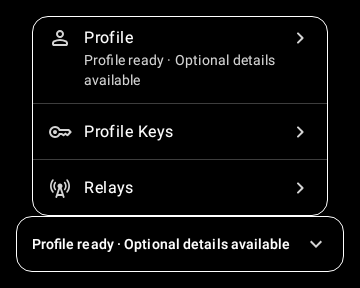 Profile
Profile ready · Optional details
available
Profile Keys
Relays
Profile ready · Optional details available